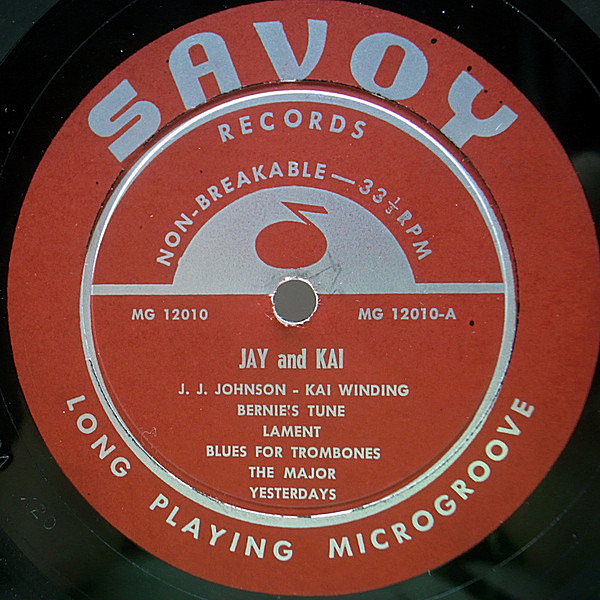 SAVOY
RECORDS
NON-BREAKABLE—33⅓ RPM
MG 12010
MG 12010-A
JAY and KAI
J. J. JOHNSON - KAI WINDING
BERNIE'S TUNE
LAMENT
BLUES FOR TROMBONES
THE MAJOR
YESTERDAYS
LONG PLAYING MICROGROOVE